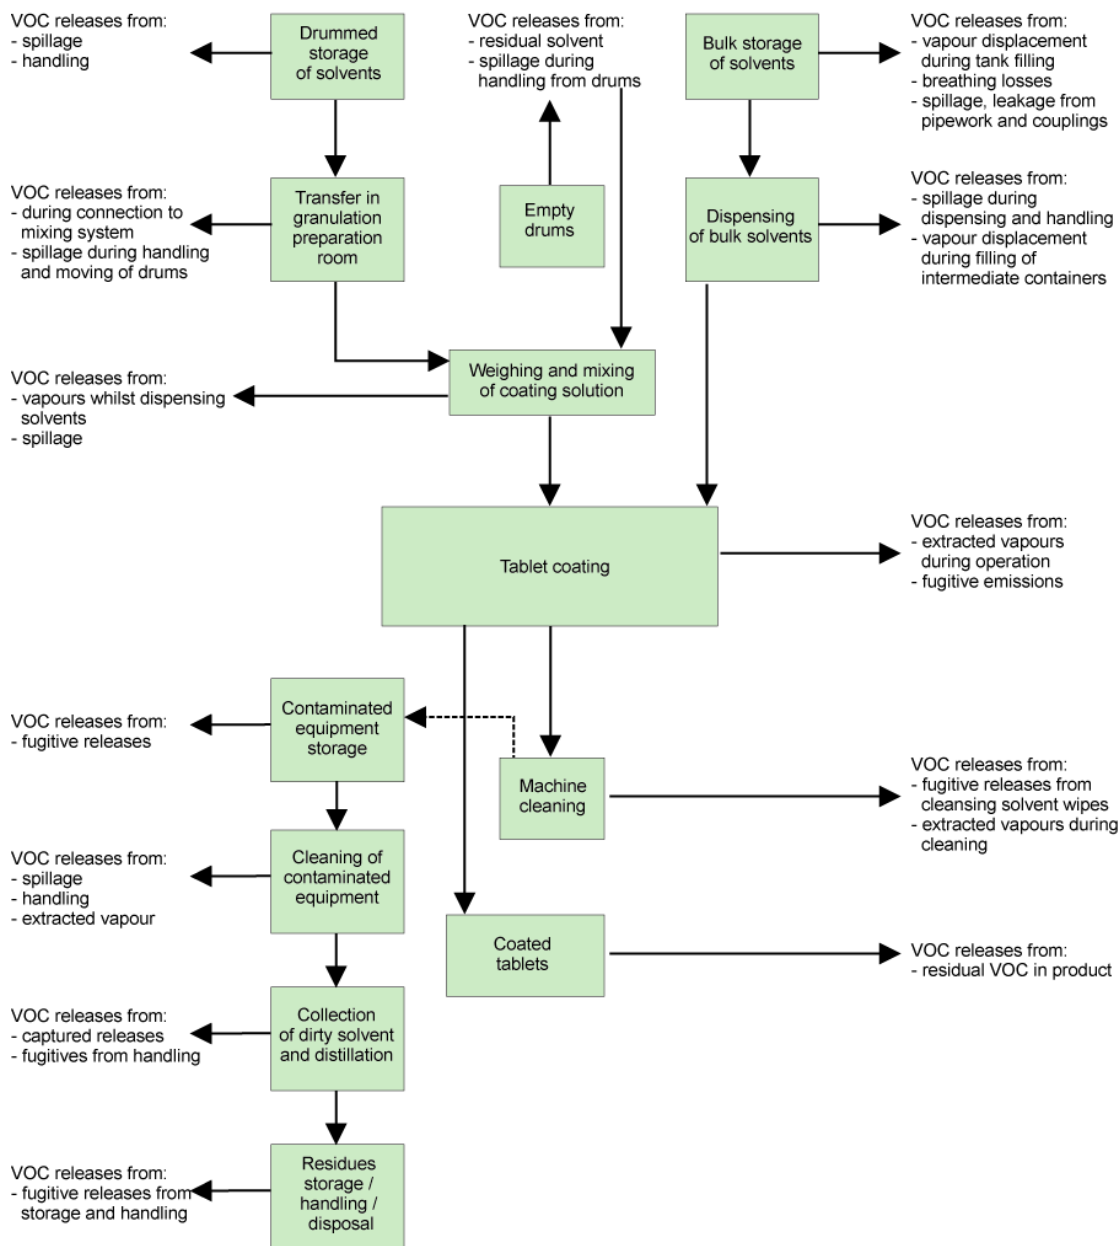 VOC releases from:
- spillage
- handling
Drummed
storage
of solvents
VOC releases from:
- residual solvent
- spillage during
handling from drums
Bulk storage
of solvents
VOC releases from:
- vapour displacement
during tank filling
- breathing losses
- spillage, leakage from
pipework and couplings
VOC releases from:
- during connection to
mixing system
- spillage during handling
and moving of drums
Transfer in
granulation
preparation
room
Empty
drums
Dispensing
of bulk solvents
VOC releases from:
- spillage during
dispensing and handling
- vapour displacement
during filling of
intermediate containers
VOC releases from:
- vapours whilst dispensing
solvents
- spillage
Weighing and mixing
of coating solution
Tablet coating
VOC releases from:
- extracted vapours
during operation
- fugitive emissions
VOC releases from:
- fugitive releases
Contaminated
equipment
storage
Machine
cleaning
VOC releases from:
- fugitive releases from
cleansing solvent wipes
- extracted vapours during
cleaning
VOC releases from:
- spillage
- handling
- extracted vapour
Cleaning of
contaminated
equipment
Coated
tablets
VOC releases from:
- residual VOC in product
VOC releases from:
- captured releases
- fugitives from handling
Collection
of dirty solvent
and distillation
VOC releases from:
- fugitive releases from
storage and handling
Residues
storage /
handling /
disposal